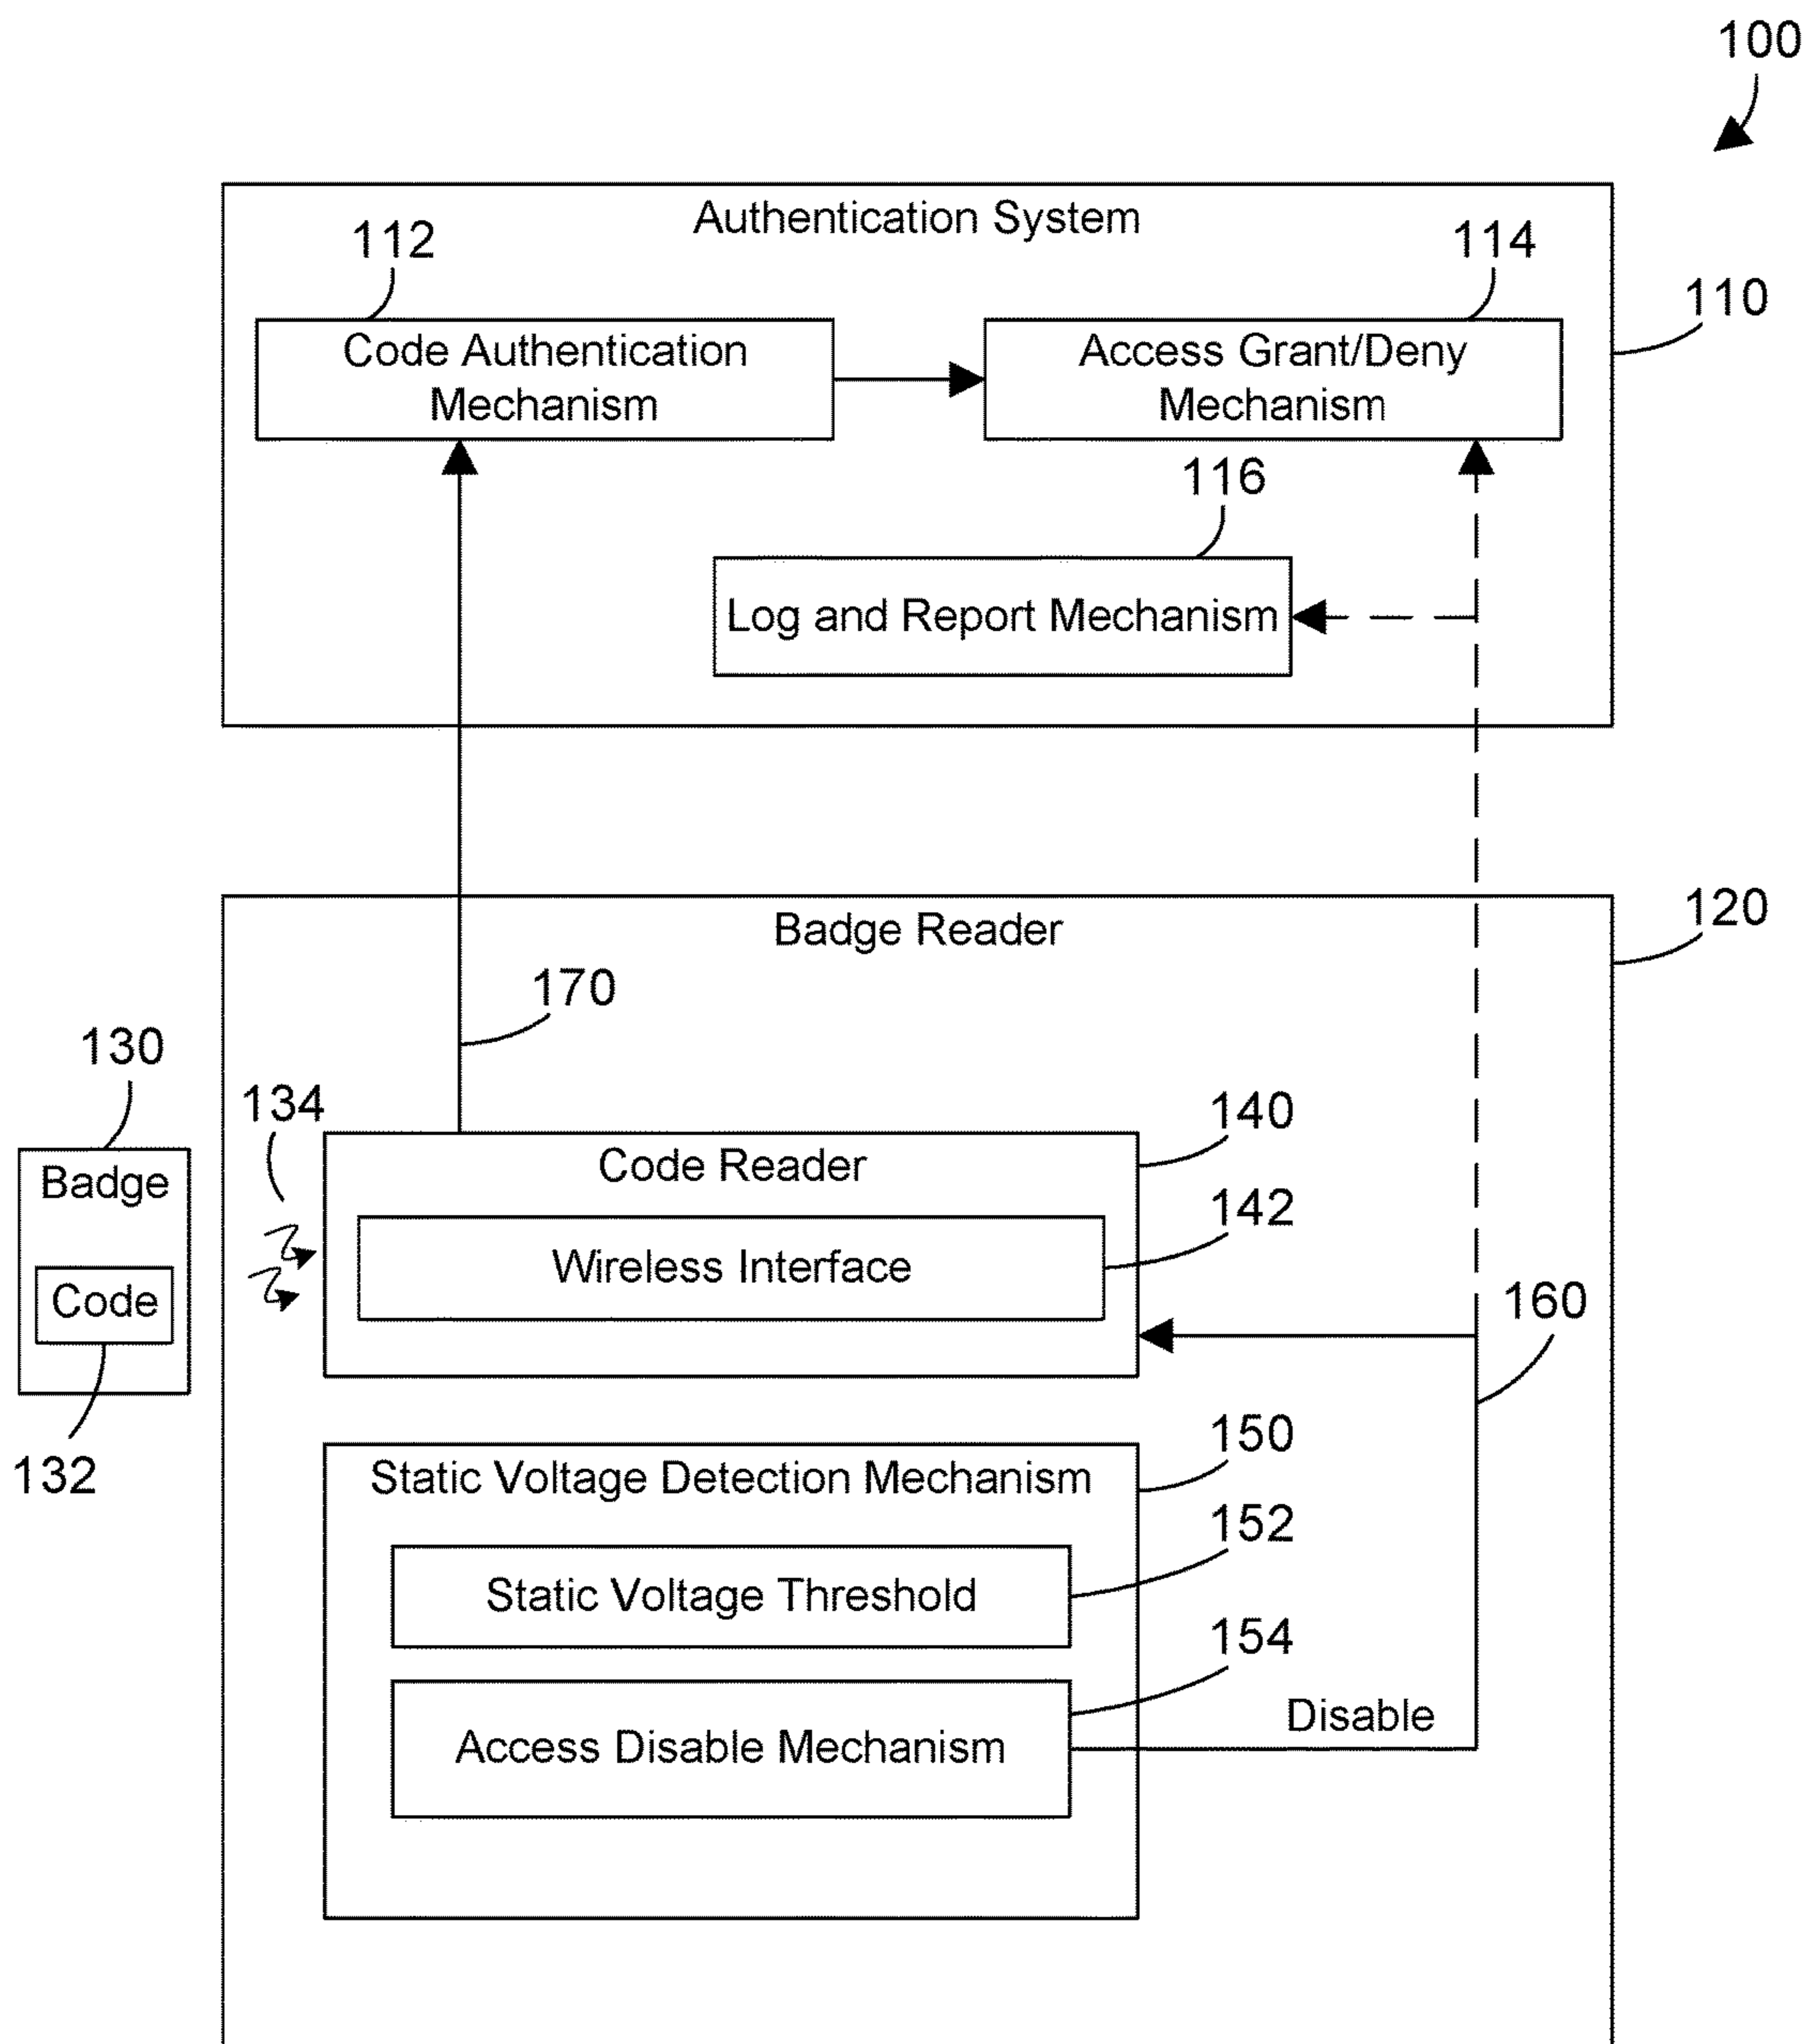 100
Authentication System
112
114
110
Code Authentication
Mechanism
Access Grant/Deny
Mechanism
116
Log and Report Mechanism
120
Badge Reader
170
130
134
140
Badge
Code Reader
142
Wireless Interface
Code
160
132
150
Static Voltage Detection Mechanism
152
Static Voltage Threshold
154
Disable
Access Disable Mechanism